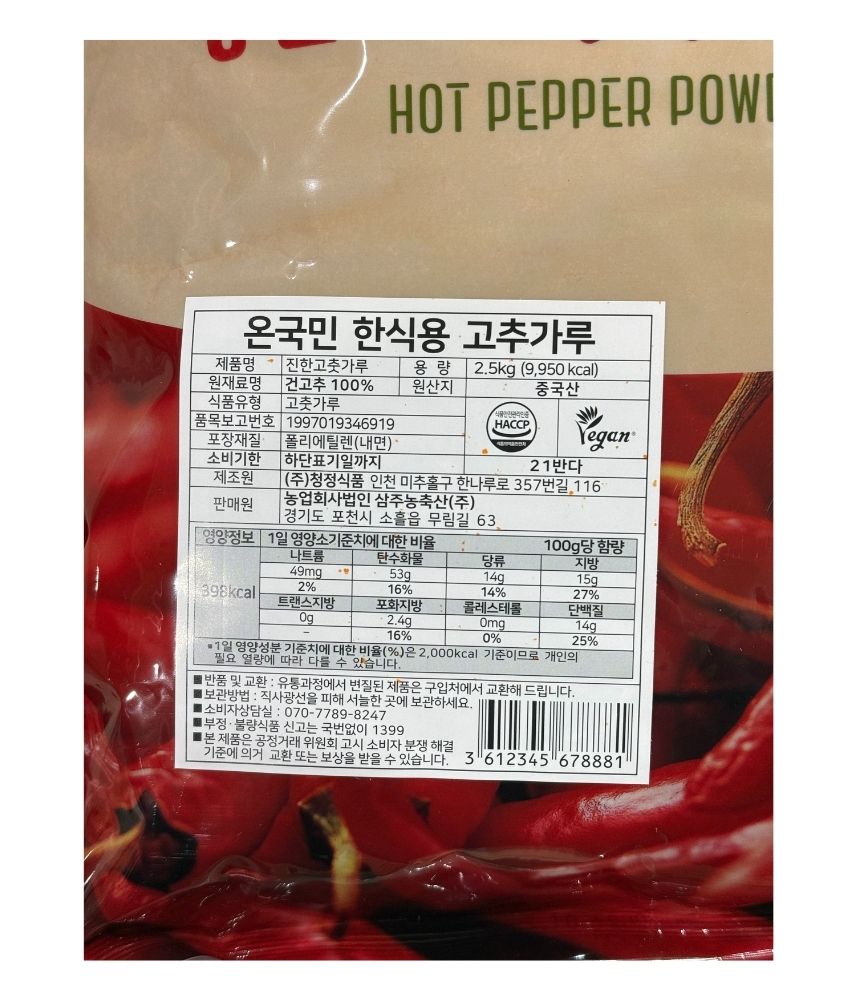 HOT PEPPER POW
온국민 한식용 고추가루
제품명 진한고춧가루 용 량 2.5kg (9,950 kcal)
원재료명 건고추 100% 원산지 중국산
식품유형 고춧가루
품목보고번호 1997019346919
식품안전관리인증
HACCP
식품의약품안전처
Vegan
포장재질 폴리에틸렌(내면)
소비기한 하단표기일까지 21반다
제조원 (주)청정식품 인천 미추홀구 한나루로 357번길 116
판매원 농업회사법인 삼주농축산(주)
경기도 포천시 소흘읍 무림길 63
영양정보 1일 영양소기준치에 대한 비율 100g당 함량
나트륨 탄수화물 당류 지방
49mg 53g 14g 15g
2% 16% 14% 27%
398kcal
트랜스지방 포화지방 콜레스테롤 단백질
0g 2.4g 0mg 14g
- 16% 0% 25%
*1일 영양성분 기준치에 대한 비율(%)은 2,000kcal 기준이므로 개인의
필요 열량에 따라 다를 수 있습니다.
■ 반품 및 교환 : 유통과정에서 변질된 제품은 구입처에서 교환해 드립니다.
■ 보관방법 : 직사광선을 피해 서늘한 곳에 보관하세요.
■ 소비자상담실 : 070-7789-8247
■ 부정·불량식품 신고는 국번없이 1399
■ 본 제품은 공정거래 위원회 고시 소비자 분쟁 해결
기준에 의거 교환 또는 보상을 받을 수 있습니다.
3 612345 678881